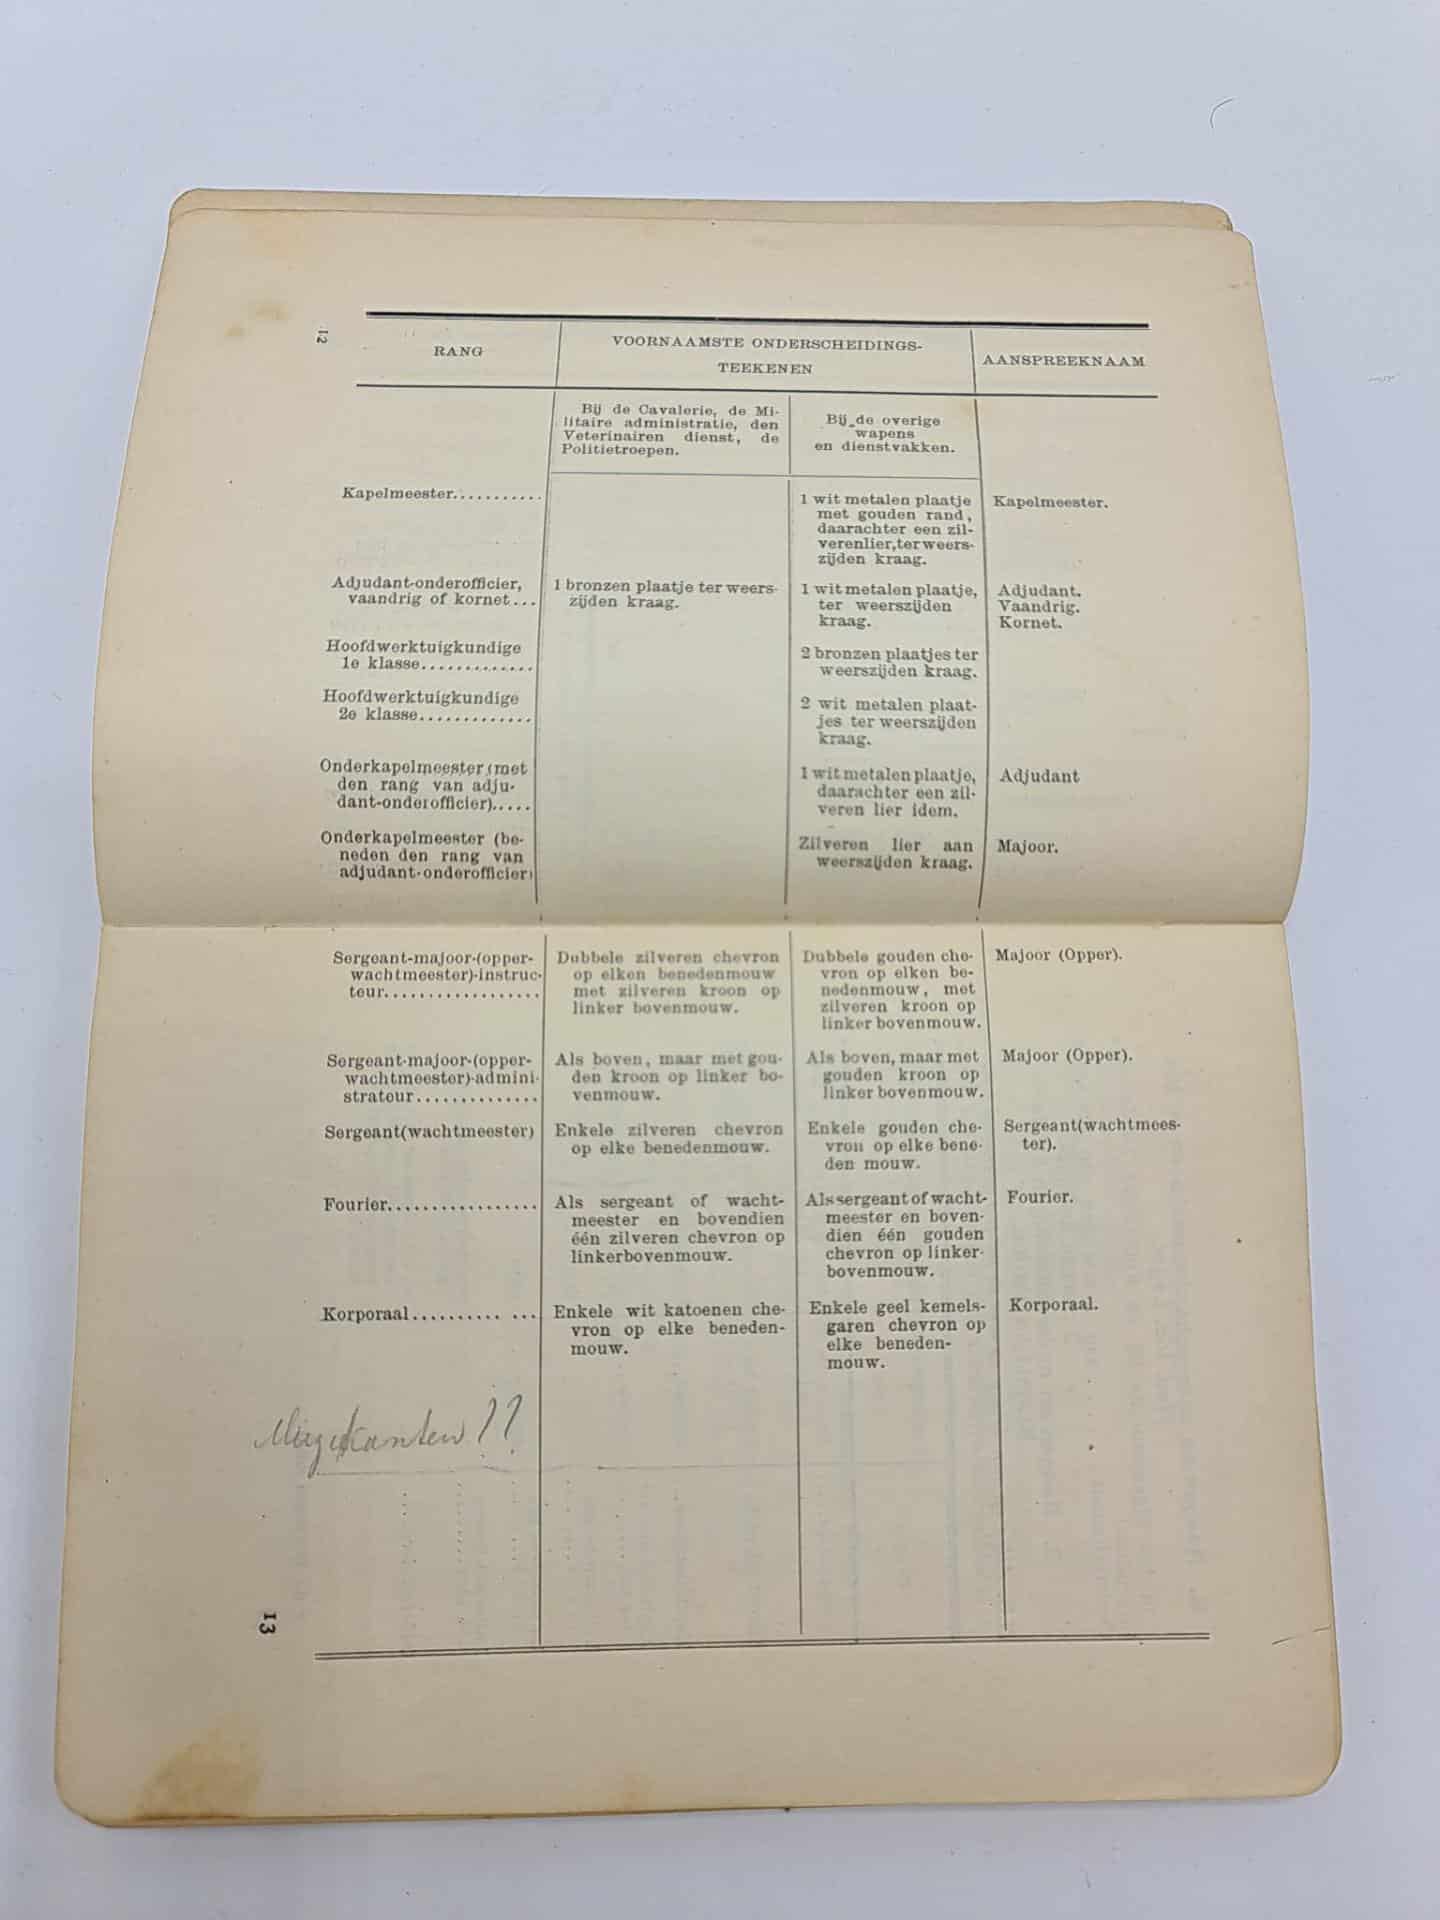 12
RANG
VOORNAAMSTE ONDERSCHEIDINGS-
TEEKENEN
AANSPREEKNAAM
Bij de Cavalerie, de Mi-
litaire administratie, den
Veterinairen dienst, de
Politietroepen.
Bij de overige
wapens
en dienstvakken.
Kapelmeester...........
1 wit metalen plaatje
met gouden rand,
daarachter een zil-
verenlier,ter weers-
zijden kraag.
Kapelmeester.
Adjudant-onderofficier,
vaandrig of kornet...
1 bronzen plaatje ter weers-
zijden kraag.
1 wit metalen plaatje,
ter weerszijden
kraag.
Adjudant.
Vaandrig.
Kornet.
Hoofdwerktuigkundige
1e klasse.............
2 bronzen plaatjes ter
weerszijden kraag.
Hoofdwerktuigkundige
2e klasse.............
2 wit metalen plaat-
jes ter weerszijden
kraag.
Onderkapelmeester (met
den rang van adju-
dant-onderofficier).....
1 wit metalen plaatje,
daarachter een zil-
veren lier idem.
Adjudant
Onderkapelmeester (be-
neden den rang van
adjudant-onderofficier)
Zilveren lier aan
weerszijden kraag.
Majoor.
Sergeant-majoor-(opper-
wachtmeester)-instruc-
teur..................
Dubbele zilveren chevron
op elken benedenmouw
met zilveren kroon op
linker bovenmouw.
Dubbele gouden che-
vron op elken be-
nedenmouw, met
zilveren kroon op
linker bovenmouw.
Majoor (Opper).
Sergeant-majoor-(opper-
wachtmeester)-admini-
strateur..............
Als boven, maar met gou-
den kroon op linker bo-
venmouw.
Als boven, maar met
gouden kroon op
linker bovenmouw.
Majoor (Opper).
Sergeant(wachtmeester)
Enkele zilveren chevron
op elke benedenmouw.
Enkele gouden che-
vron op elke bene-
den mouw.
Sergeant(wachtmees-
ter).
Fourier.................
Als sergeant of wacht-
meester en bovendien
één zilveren chevron op
linkerbovenmouw.
Als sergeant of wacht-
meester en boven-
dien één gouden
chevron op linker-
bovenmouw.
Fourier.
Korporaal.......... ...
Enkele wit katoenen che-
vron op elke beneden-
mouw.
Enkele geel kemels-
garen chevron op
elke beneden-
mouw.
Korporaal.
Muzikanten??
13